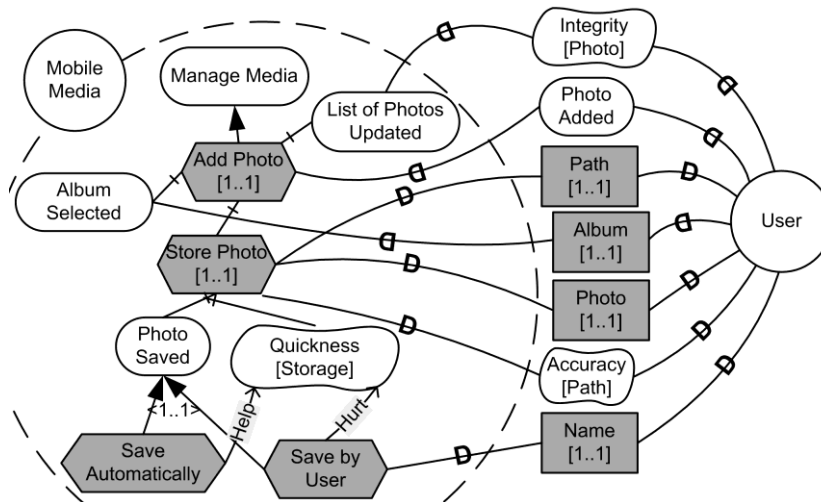 Mobile
Media
Manage Media
List of Photos
Updated
Integrity
[Photo]
Photo
Added
Add Photo
[1..1]
Path
[1..1]
Album
Selected
Album
[1..1]
User
Store Photo
[1..1]
Photo
[1..1]
Photo
Saved
Quickness
[Storage]
Accuracy
[Path]
<1..1>
Help
Hurt
Save
Automatically
Save by
User
Name
[1..1]
D
D
D
D
D
D
D
D
D
D
D
D
D
D